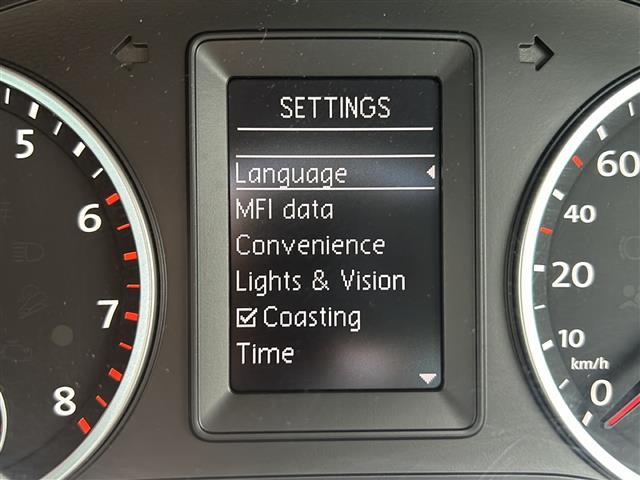 SETTINGS
Language
MFI data
Convenience
Lights & Vision
Coasting
Time
5
6
7
8
60
40
20
10
km/h
0